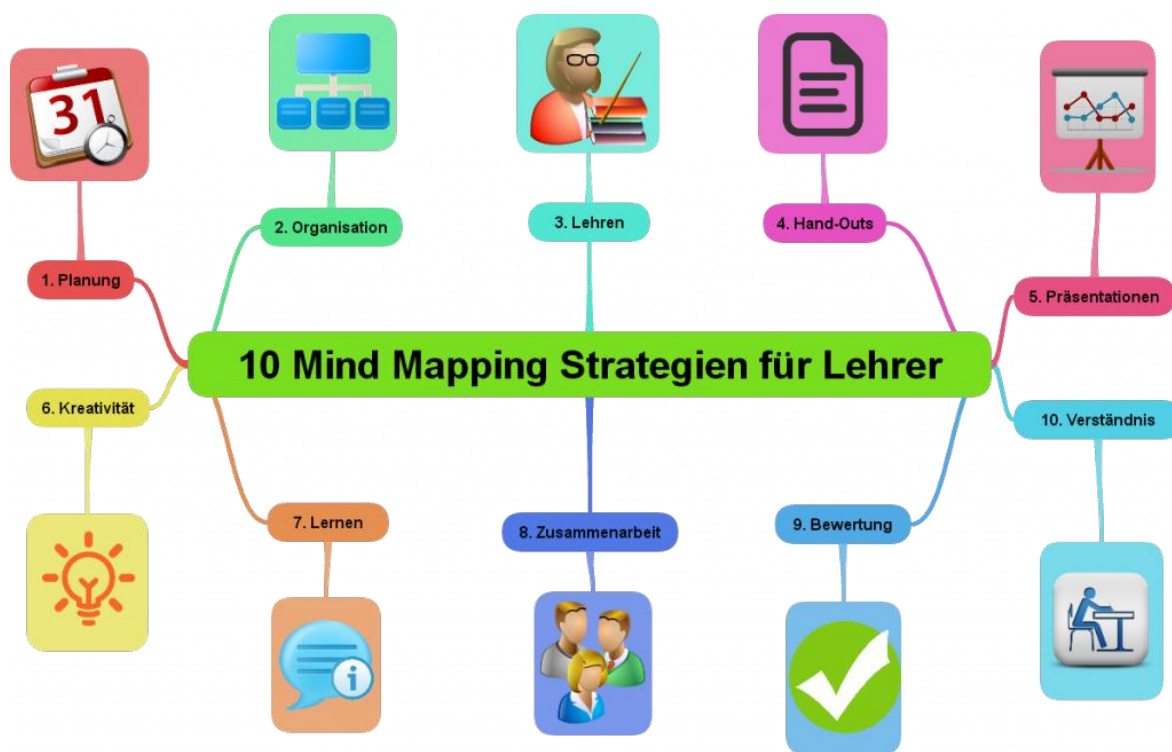 31
2. Organisation
3. Lehren
4. Hand-Outs
1. Planung
5. Präsentationen
10 Mind Mapping Strategien für Lehrer
6. Kreativität
10. Verständnis
7. Lernen
8. Zusammenarbeit
9. Bewertung
i